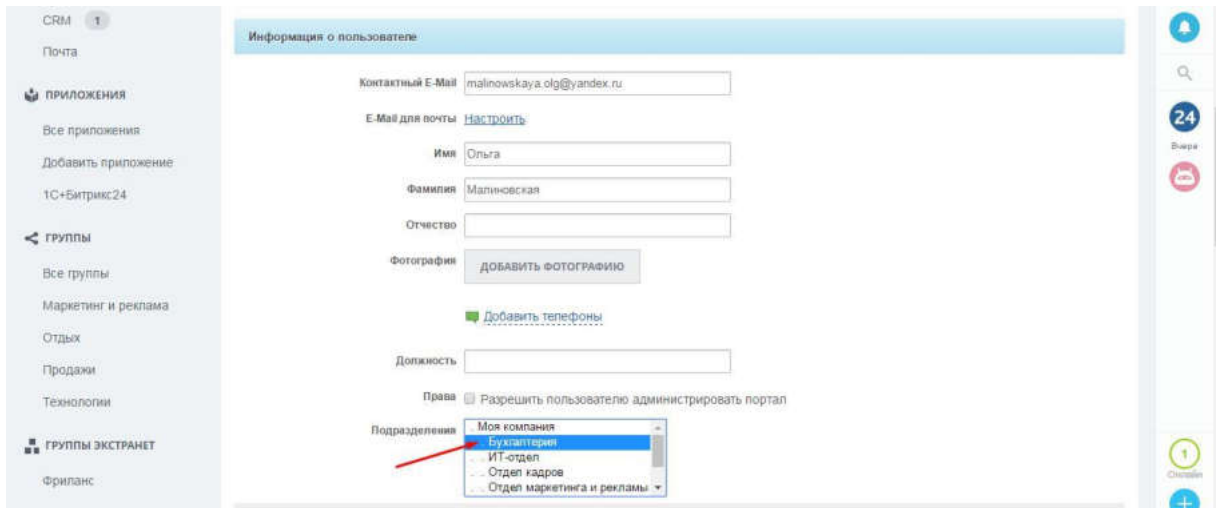 CRM 1
Почта
ПРИЛОЖЕНИЯ
Все приложения
Добавить приложение
1С+Битрикс24
ГРУППЫ
Все группы
Маркетинг и реклама
Отдых
Продажи
Технологии
ГРУППЫ ЭКСТРАНЕТ
Фриланс
Информация о пользователе
Контактный E-Mail malinowskaya.olg@yandex.ru
E-Mail для почты Настроить
Имя Ольга
Фамилия Малиновская
Отчество
Фотография ДОБАВИТЬ ФОТОГРАФИЮ
Добавить телефоны
Должность
Права Разрешить пользователю администрировать портал
Подразделения . Моя компания
. . Бухгалтерия
. . ИТ-отдел
. . Отдел кадров
. . Отдел маркетинга и рекламы
24
Вчера
1
Онлайн